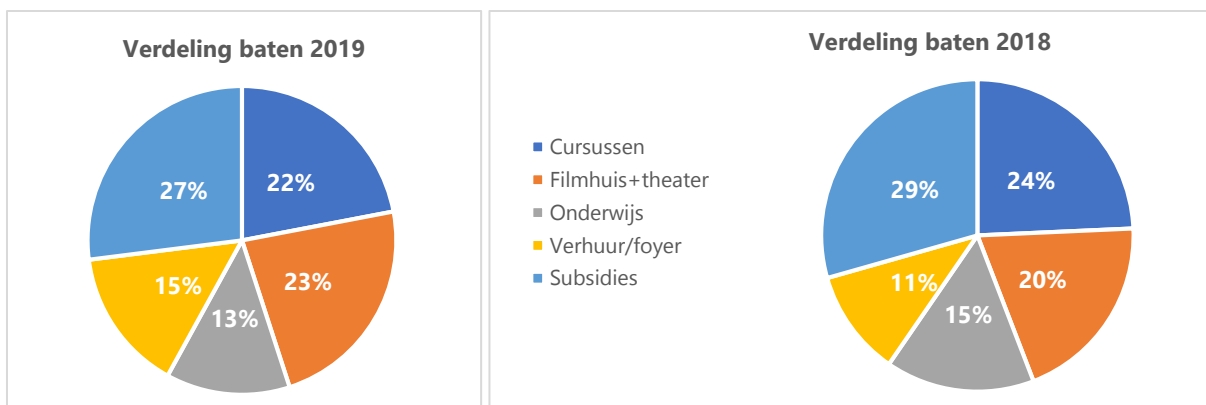 Verdeling baten 2019
22%
23%
13%
15%
27%
Verdeling baten 2018
Cursussen
Filmhuis+theater
Onderwijs
Verhuur/foyer
Subsidies
24%
20%
15%
11%
29%